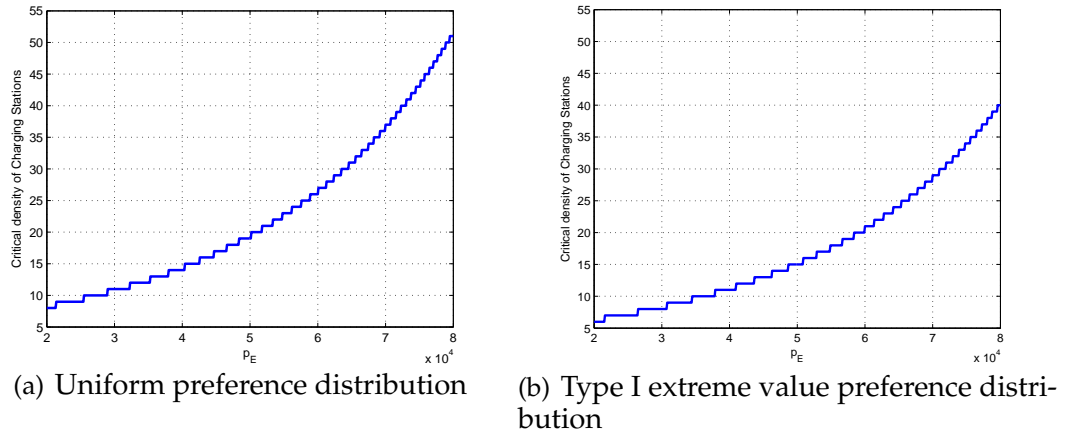 55
50
45
40
35
30
25
20
15
10
5
Critical density of Charging Stations
2 3 4 5 6 7 8
p_E
x 10^4
(a) Uniform preference distribution
55
50
45
40
35
30
25
20
15
10
5
Critical density of Charging Stations
2 3 4 5 6 7 8
p_E
x 10^4
(b) Type I extreme value preference distri-
bution